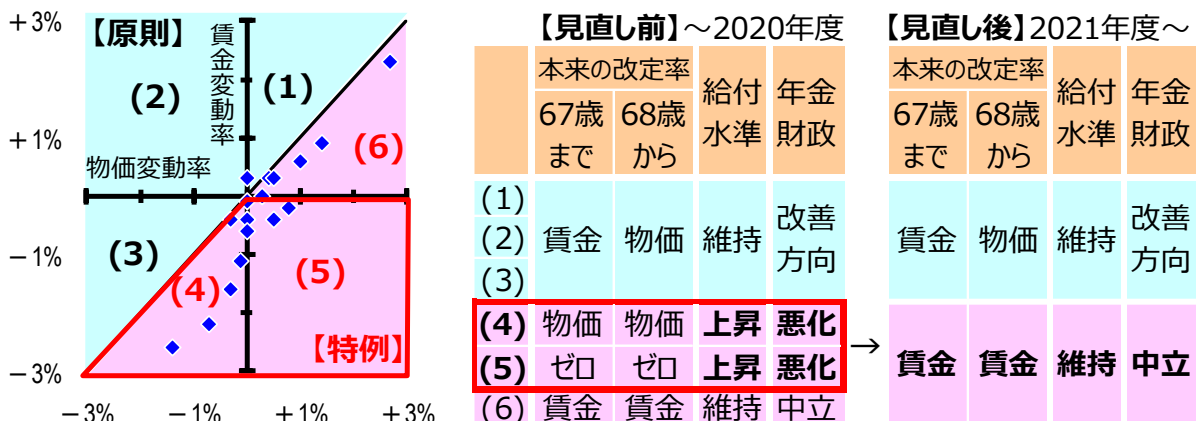 +3%
+1%
-1%
-3%
-3%
-1%
+1%
+3%
【原則】
賃金変動率
物価変動率
(1)
(2)
(3)
(4)
(5)
(6)
【特例】
【見直し前】~2020年度
本来の改定率
67歳まで
68歳から
給付水準
年金財政
(1)
(2)
(3)
賃金
物価
維持
改善方向
(4) 物価 物価 上昇 悪化
(5) ゼロ ゼロ 上昇 悪化
(6) 賃金 賃金 維持 中立
→
【見直し後】2021年度~
本来の改定率
67歳まで
68歳から
給付水準
年金財政
賃金 物価 維持 改善方向
賃金 賃金 維持 中立